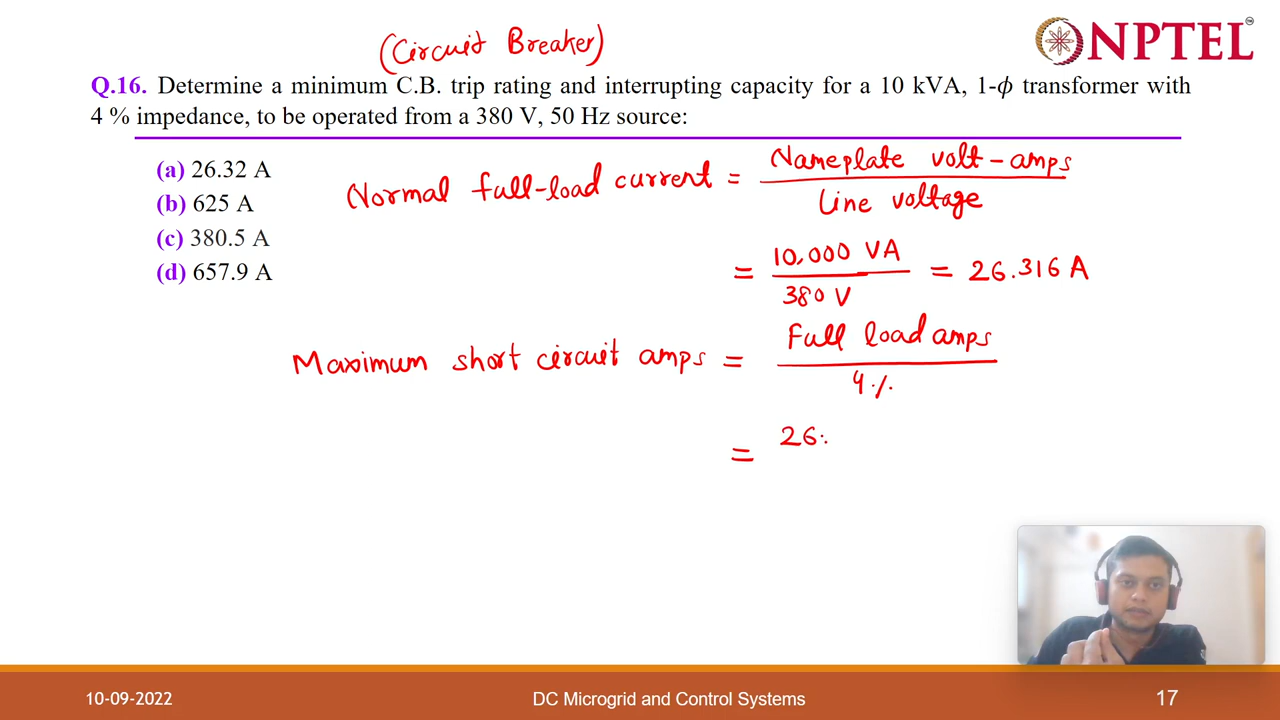 (Circuit Breaker)
NPTEL
Q.16. Determine a minimum C.B. trip rating and interrupting capacity for a 10 kVA, 1-ϕ transformer with
4 % impedance, to be operated from a 380 V, 50 Hz source:
(a) 26.32 A
(b) 625 A
(c) 380.5 A
(d) 657.9 A
Normal full-load current = Nameplate volt-amps
Line voltage
= 10,000 VA
380 V
= 26.316 A
Maximum short circuit amps = Full load amps
4%
= 26.
10-09-2022
DC Microgrid and Control Systems
17